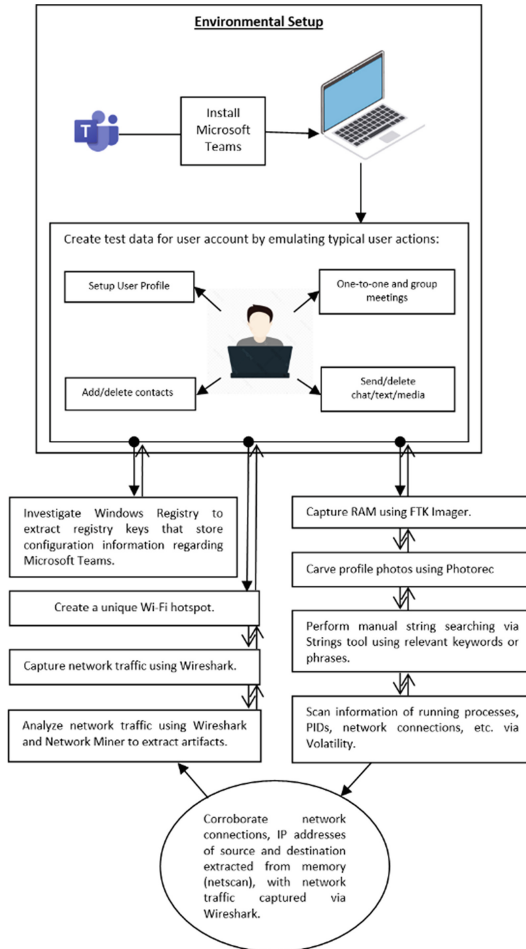 Environmental Setup
T
Install
Microsoft
Teams
Create test data for user account by emulating typical user actions:
Setup User Profile
One-to-one and group
meetings
Add/delete contacts
Send/delete
chat/text/media
Investigate Windows Registry to
extract registry keys that store
configuration information regarding
Microsoft Teams.
Create a unique Wi-Fi hotspot.
Capture network traffic using Wireshark.
Analyze network traffic using Wireshark
and Network Miner to extract artifacts.
Capture RAM using FTK Imager.
Carve profile photos using Photorec
Perform manual string searching via
Strings tool using relevant keywords or
phrases.
Scan information of running processes,
PIDs, network connections, etc. via
Volatility.
Corroborate network
connections, IP addresses
of source and destination
extracted from memory
(netscan), with network
traffic captured via
Wireshark.